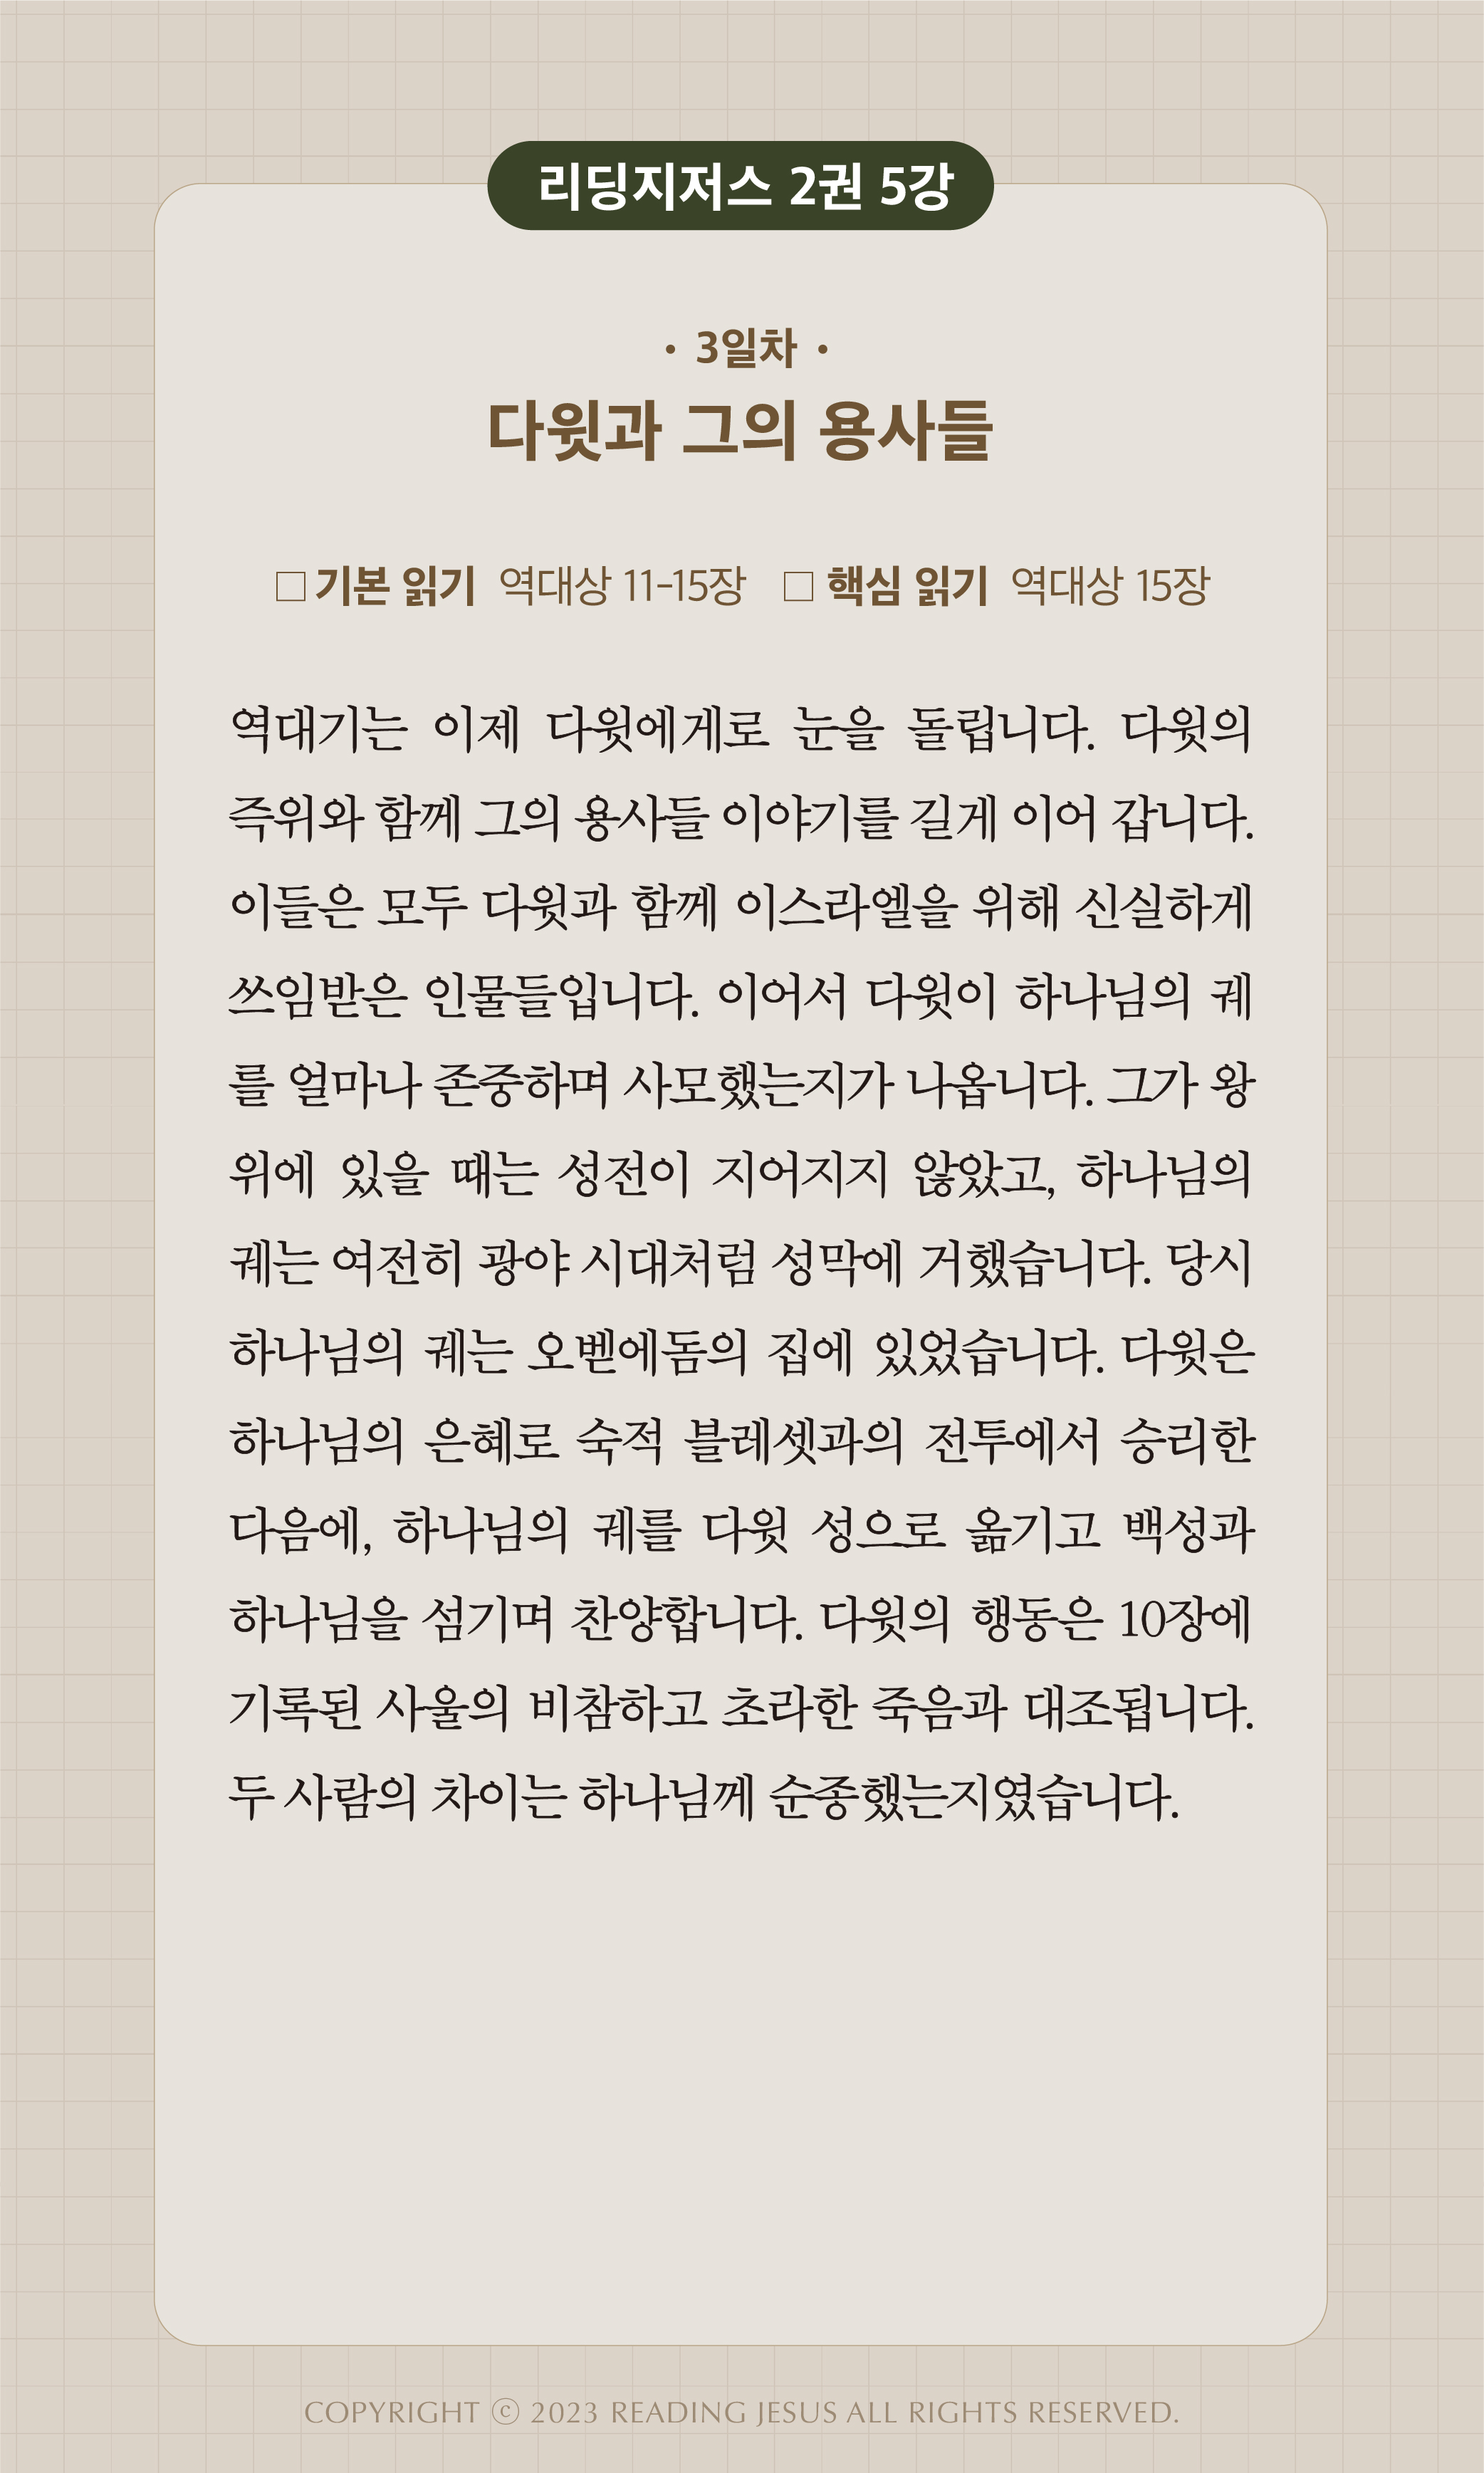 리딩지저스 2권 5강
· 3일차 ·
다윗과 그의 용사들
□ 기본 읽기 역대상 11-15장 □ 핵심 읽기 역대상 15장
역대기는 이제 다윗에게로 눈을 돌립니다. 다윗의
즉위와 함께 그의 용사들 이야기를 길게 이어 갑니다.
이들은 모두 다윗과 함께 이스라엘을 위해 신실하게
쓰임받은 인물들입니다. 이어서 다윗이 하나님의 궤
를 얼마나 존중하며 사모했는지가 나옵니다. 그가 왕
위에 있을 때는 성전이 지어지지 않았고, 하나님의
궤는 여전히 광야 시대처럼 성막에 거했습니다. 당시
하나님의 궤는 오벧에돔의 집에 있었습니다. 다윗은
하나님의 은혜로 숙적 블레셋과의 전투에서 승리한
다음에, 하나님의 궤를 다윗 성으로 옮기고 백성과
하나님을 섬기며 찬양합니다. 다윗의 행동은 10장에
기록된 사울의 비참하고 초라한 죽음과 대조됩니다.
두 사람의 차이는 하나님께 순종했는지였습니다.
COPYRIGHT ⓒ 2023 READING JESUS ALL RIGHTS RESERVED.